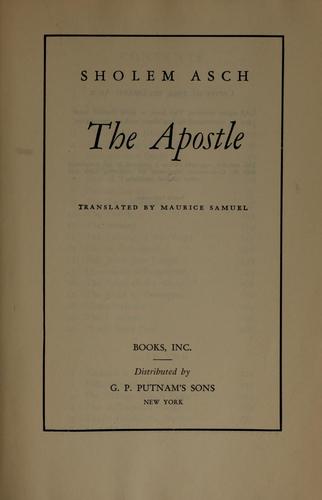 SHOLEM ASCH
The Apostle
TRANSLATED BY MAURICE SAMUEL
BOOKS, INC.
Distributed by
G. P. PUTNAM'S SONS
NEW YORK